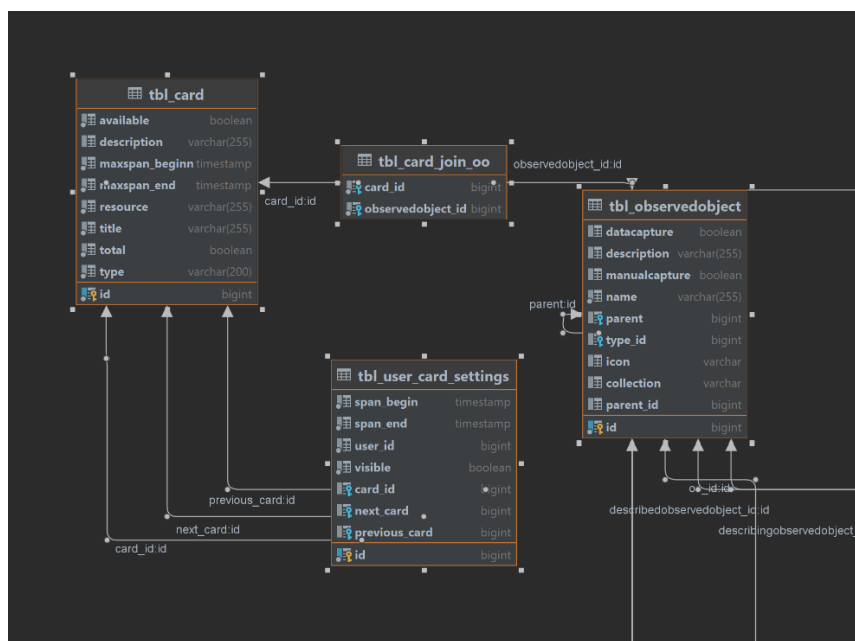 tbl_card
available boolean
description varchar(255)
maxspan_beginn timestamp
maxspan_end timestamp
resource varchar(255)
title varchar(255)
total boolean
type varchar(200)
id bigint
tbl_card_join_oo
card_id bigint
observedobject_id bigint
card_id:id
observedobject_id:id
tbl_observedobject
datacapture boolean
description varchar(255)
manualcapture boolean
name varchar(255)
parent bigint
type_id bigint
icon varchar
collection varchar
parent_id bigint
id bigint
parent:id
tbl_user_card_settings
span_begin timestamp
span_end timestamp
user_id bigint
visible boolean
card_id bigint
next_card bigint
previous_card bigint
id bigint
previous_card:id
next_card:id
card_id:id
describedobservedobject_id:id